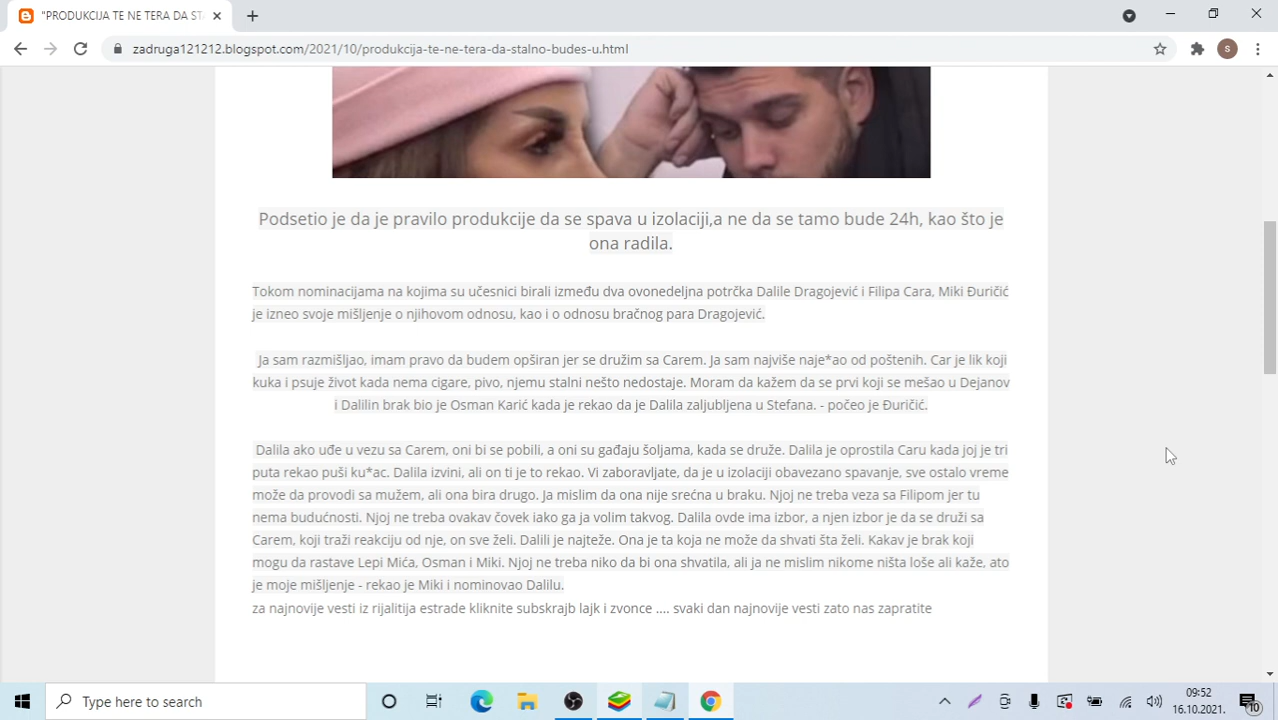 "PRODUKCIJA TE NE TERA DA ST
zadruga121212.blogspot.com/2021/10/produkcija-te-ne-tera-da-stalno-budes-u.html
S
Podsetio je da je pravilo produkcije da se spava u izolaciji,a ne da se tamo bude 24h, kao što je
ona radila.
Tokom nominacijama na kojima su učesnici birali između dva ovonedeljna potrčka Dalile Dragojević i Filipa Cara, Miki Đuričić
je izneo svoje mišljenje o njihovom odnosu, kao i o odnosu bračnog para Dragojević.
Ja sam razmišljao, imam pravo da budem opširan jer se družim sa Carem. Ja sam najviše naje*ao od poštenih. Car je lik koji
kuka i psuje život kada nema cigare, pivo, njemu stalni nešto nedostaje. Moram da kažem da se prvi koji se mešao u Dejanov
i Dalilin brak bio je Osman Karić kada je rekao da je Dalila zaljubljena u Stefana. - počeo je Đuričić.
Dalila ako uđe u vezu sa Carem, oni bi se pobili, a oni su gađaju šoljama, kada se druže. Dalila je oprostila Caru kada joj je tri
puta rekao puši ku*ac. Dalila izvini, ali on ti je to rekao. Vi zaboravljate, da je u izolaciji obavezano spavanje, sve ostalo vreme
može da provodi sa mužem, ali ona bira drugo. Ja mislim da ona nije srećna u braku. Njoj ne treba veza sa Filipom jer tu
nema budućnosti. Njoj ne treba ovakav čovek iako ga ja volim takvog. Dalila ovde ima izbor, a njen izbor je da se druži sa
Carem, koji traži reakciju od nje, on sve želi. Dalili je najteže. Ona je ta koja ne može da shvati šta želi. Kakav je brak koji
mogu da rastave Lepi Mića, Osman i Miki. Njoj ne treba niko da bi ona shvatila, ali ja ne mislim nikome ništa loše ali kaže, ato
je moje mišljenje - rekao je Miki i nominovao Dalilu.
za najnovije vesti iz rijalitija estrade kliknite subskrajb lajk i zvonce .... svaki dan najnovije vesti zato nas zapratite
Type here to search
09:52
16.10.2021.
10